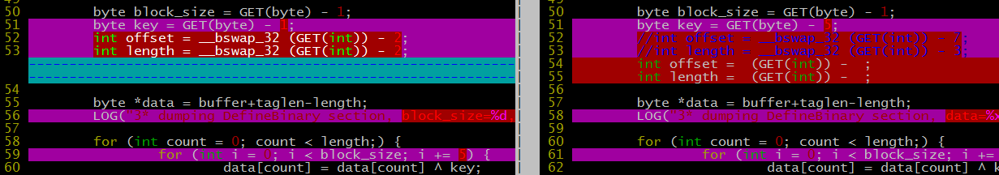 50 byte block_size = GET(byte) - 1;
51 byte key = GET(byte) - 1;
52 int offset = __bswap_32 (GET(int)) - 2;
53 int length = __bswap_32 (GET(int)) - 2;
54
55 byte *data = buffer+taglen-length;
56 LOG("3* dumping DefineBinary section, block_size=%d,
57
58 for (int count = 0; count < length;) {
59 for (int i = 0; i < block_size; i += 5) {
60 data[count] = data[count] ^ key;
50 byte block_size = GET(byte) - 1;
51 byte key = GET(byte) - 5;
52 //int offset = __bswap_32 (GET(int)) - 7;
53 //int length = __bswap_32 (GET(int)) - 3;
54 int offset = (GET(int)) - ;
55 int length = (GET(int)) - ;
56
57 byte *data = buffer+taglen-length;
58 LOG("3* dumping DefineBinary section, data=%x
59
60 for (int count = 0; count < length;) {
61 for (int i = 0; i < block_size; i +=
62 data[count] = data[count] ^ k